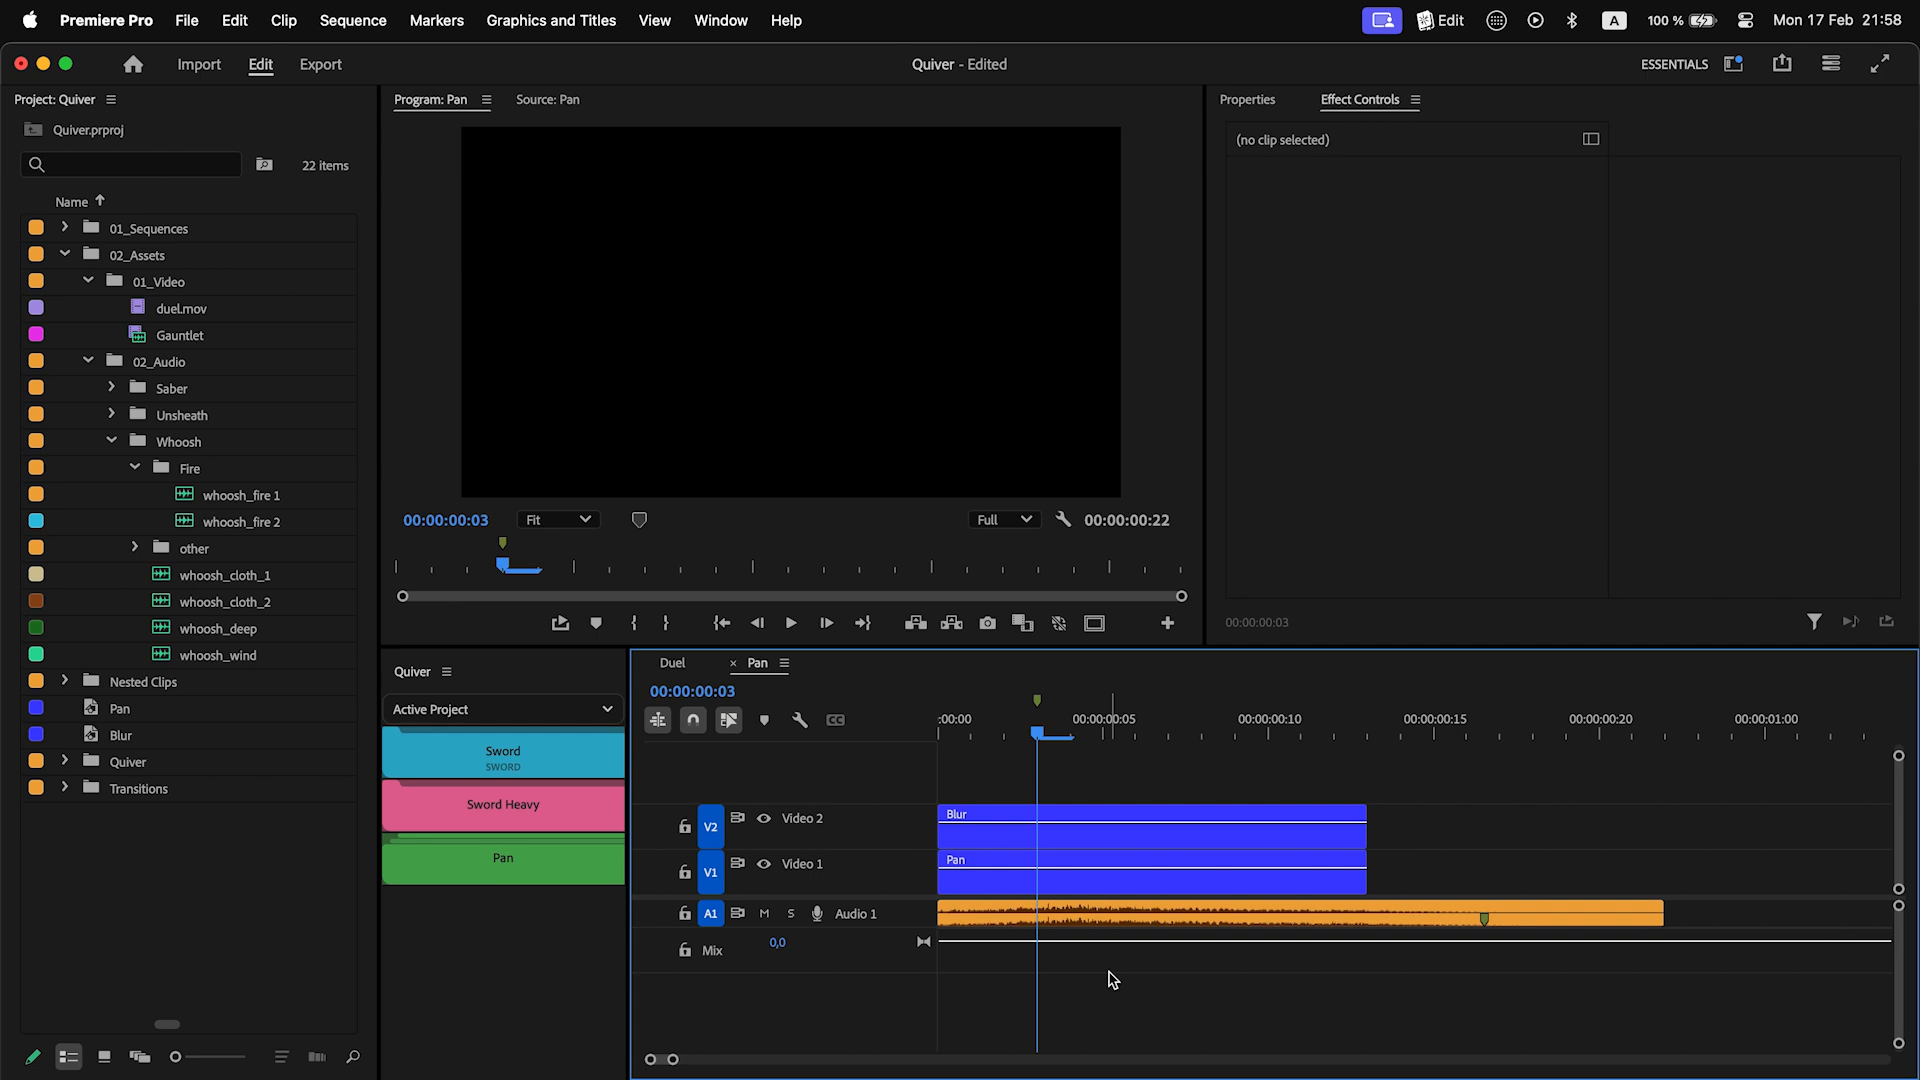 Premiere Pro File Edit Clip Sequence Markers Graphics and Titles View Window Help
Edit A 100 % Mon 17 Feb 21:58
Import Edit Export
Quiver - Edited
ESSENTIALS
Project: Quiver
Quiver.prproj
22 items
Name
01_Sequences
02_Assets
01_Video
duel.mov
Gauntlet
02_Audio
Saber
Unsheath
Whoosh
Fire
whoosh_fire 1
whoosh_fire 2
other
whoosh_cloth_1
whoosh_cloth_2
whoosh_deep
whoosh_wind
Nested Clips
Pan
Blur
Quiver
Transitions
Program: Pan Source: Pan
00:00:00:03 Fit Full 00:00:00:22
Properties Effect Controls
(no clip selected)
00:00:00:03
Quiver
Active Project
Sword
SWORD
Sword Heavy
Pan
Duel × Pan
00:00:00:03
CC
:00:00 00:00:00:05 00:00:00:10 00:00:00:15 00:00:00:20 00:00:01:00
V2 Video 2 Blur
V1 Video 1 Pan
A1 M S Audio 1
Mix 0,0